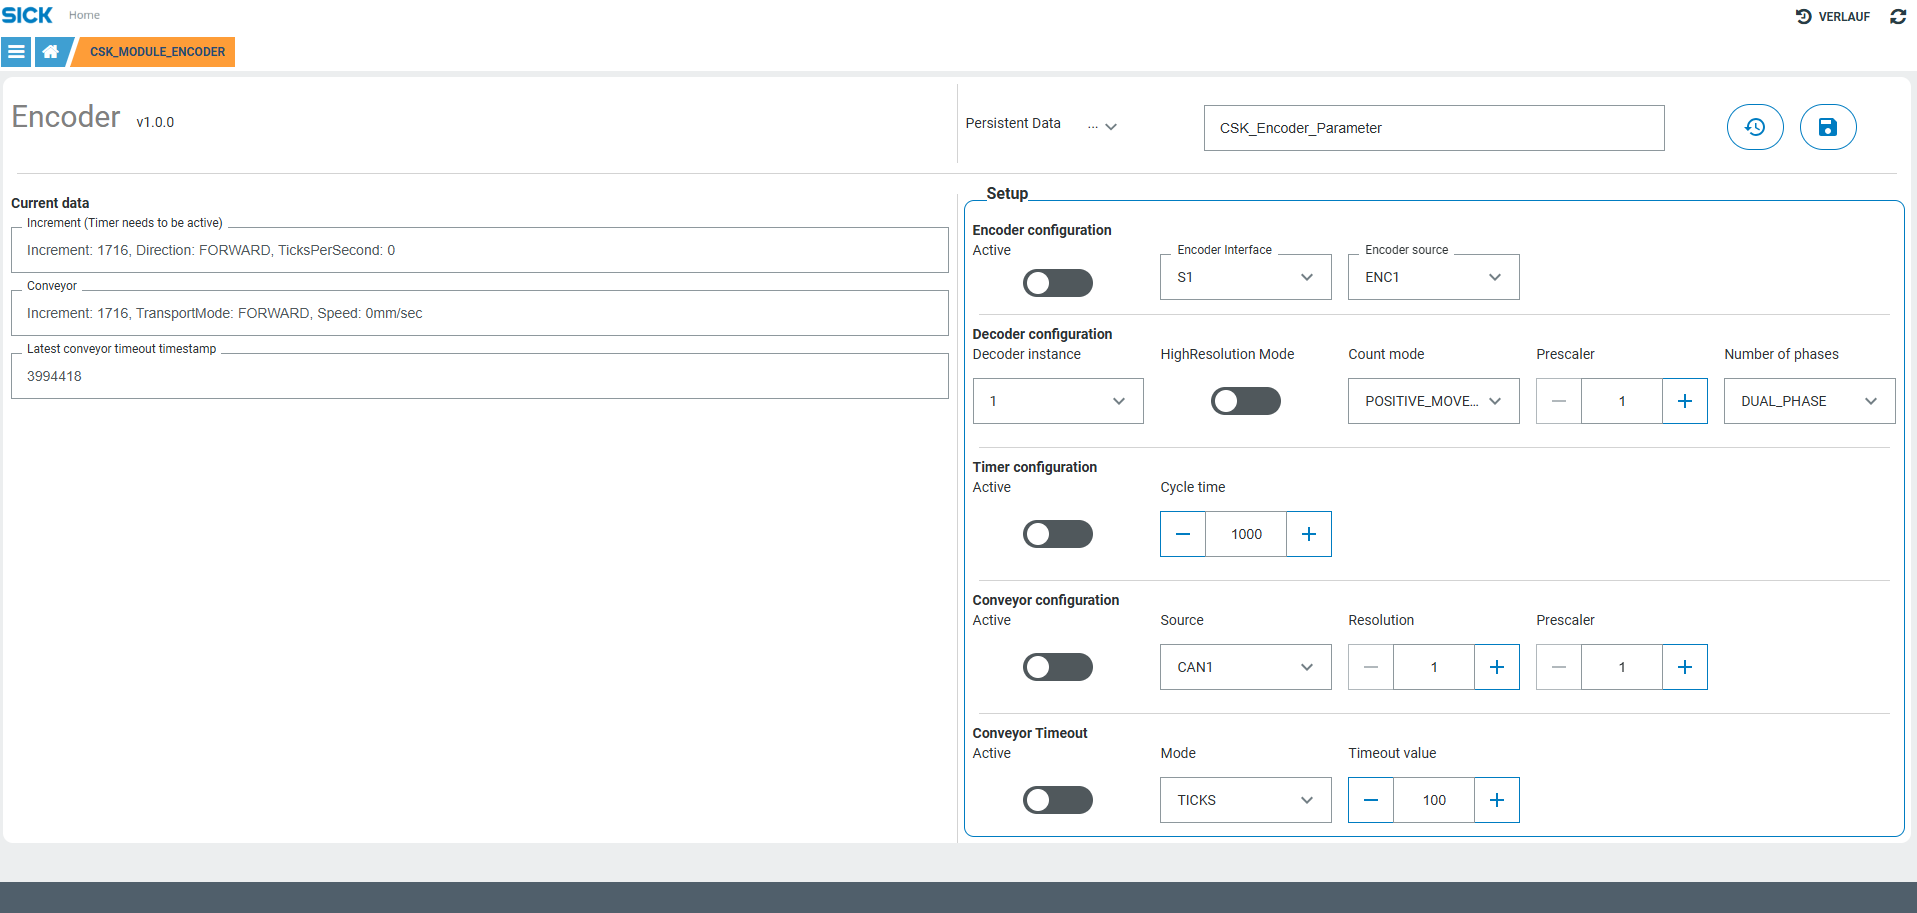 SICK Home
VERLAUF
CSK_MODULE_ENCODER
Encoder v1.0.0
Persistent Data ...
CSK_Encoder_Parameter
Current data
Increment (Timer needs to be active)
Increment: 1716, Direction: FORWARD, TicksPerSecond: 0
Conveyor
Increment: 1716, TransportMode: FORWARD, Speed: 0mm/sec
Latest conveyor timeout timestamp
3994418
Setup
Encoder configuration
Active
Encoder Interface
S1
Encoder source
ENC1
Decoder configuration
Decoder instance HighResolution Mode Count mode Prescaler Number of phases
1 POSITIVE_MOVE... 1 DUAL_PHASE
Timer configuration
Active Cycle time
1000
Conveyor configuration
Active Source Resolution Prescaler
CAN1 1 1
Conveyor Timeout
Active Mode Timeout value
TICKS 100